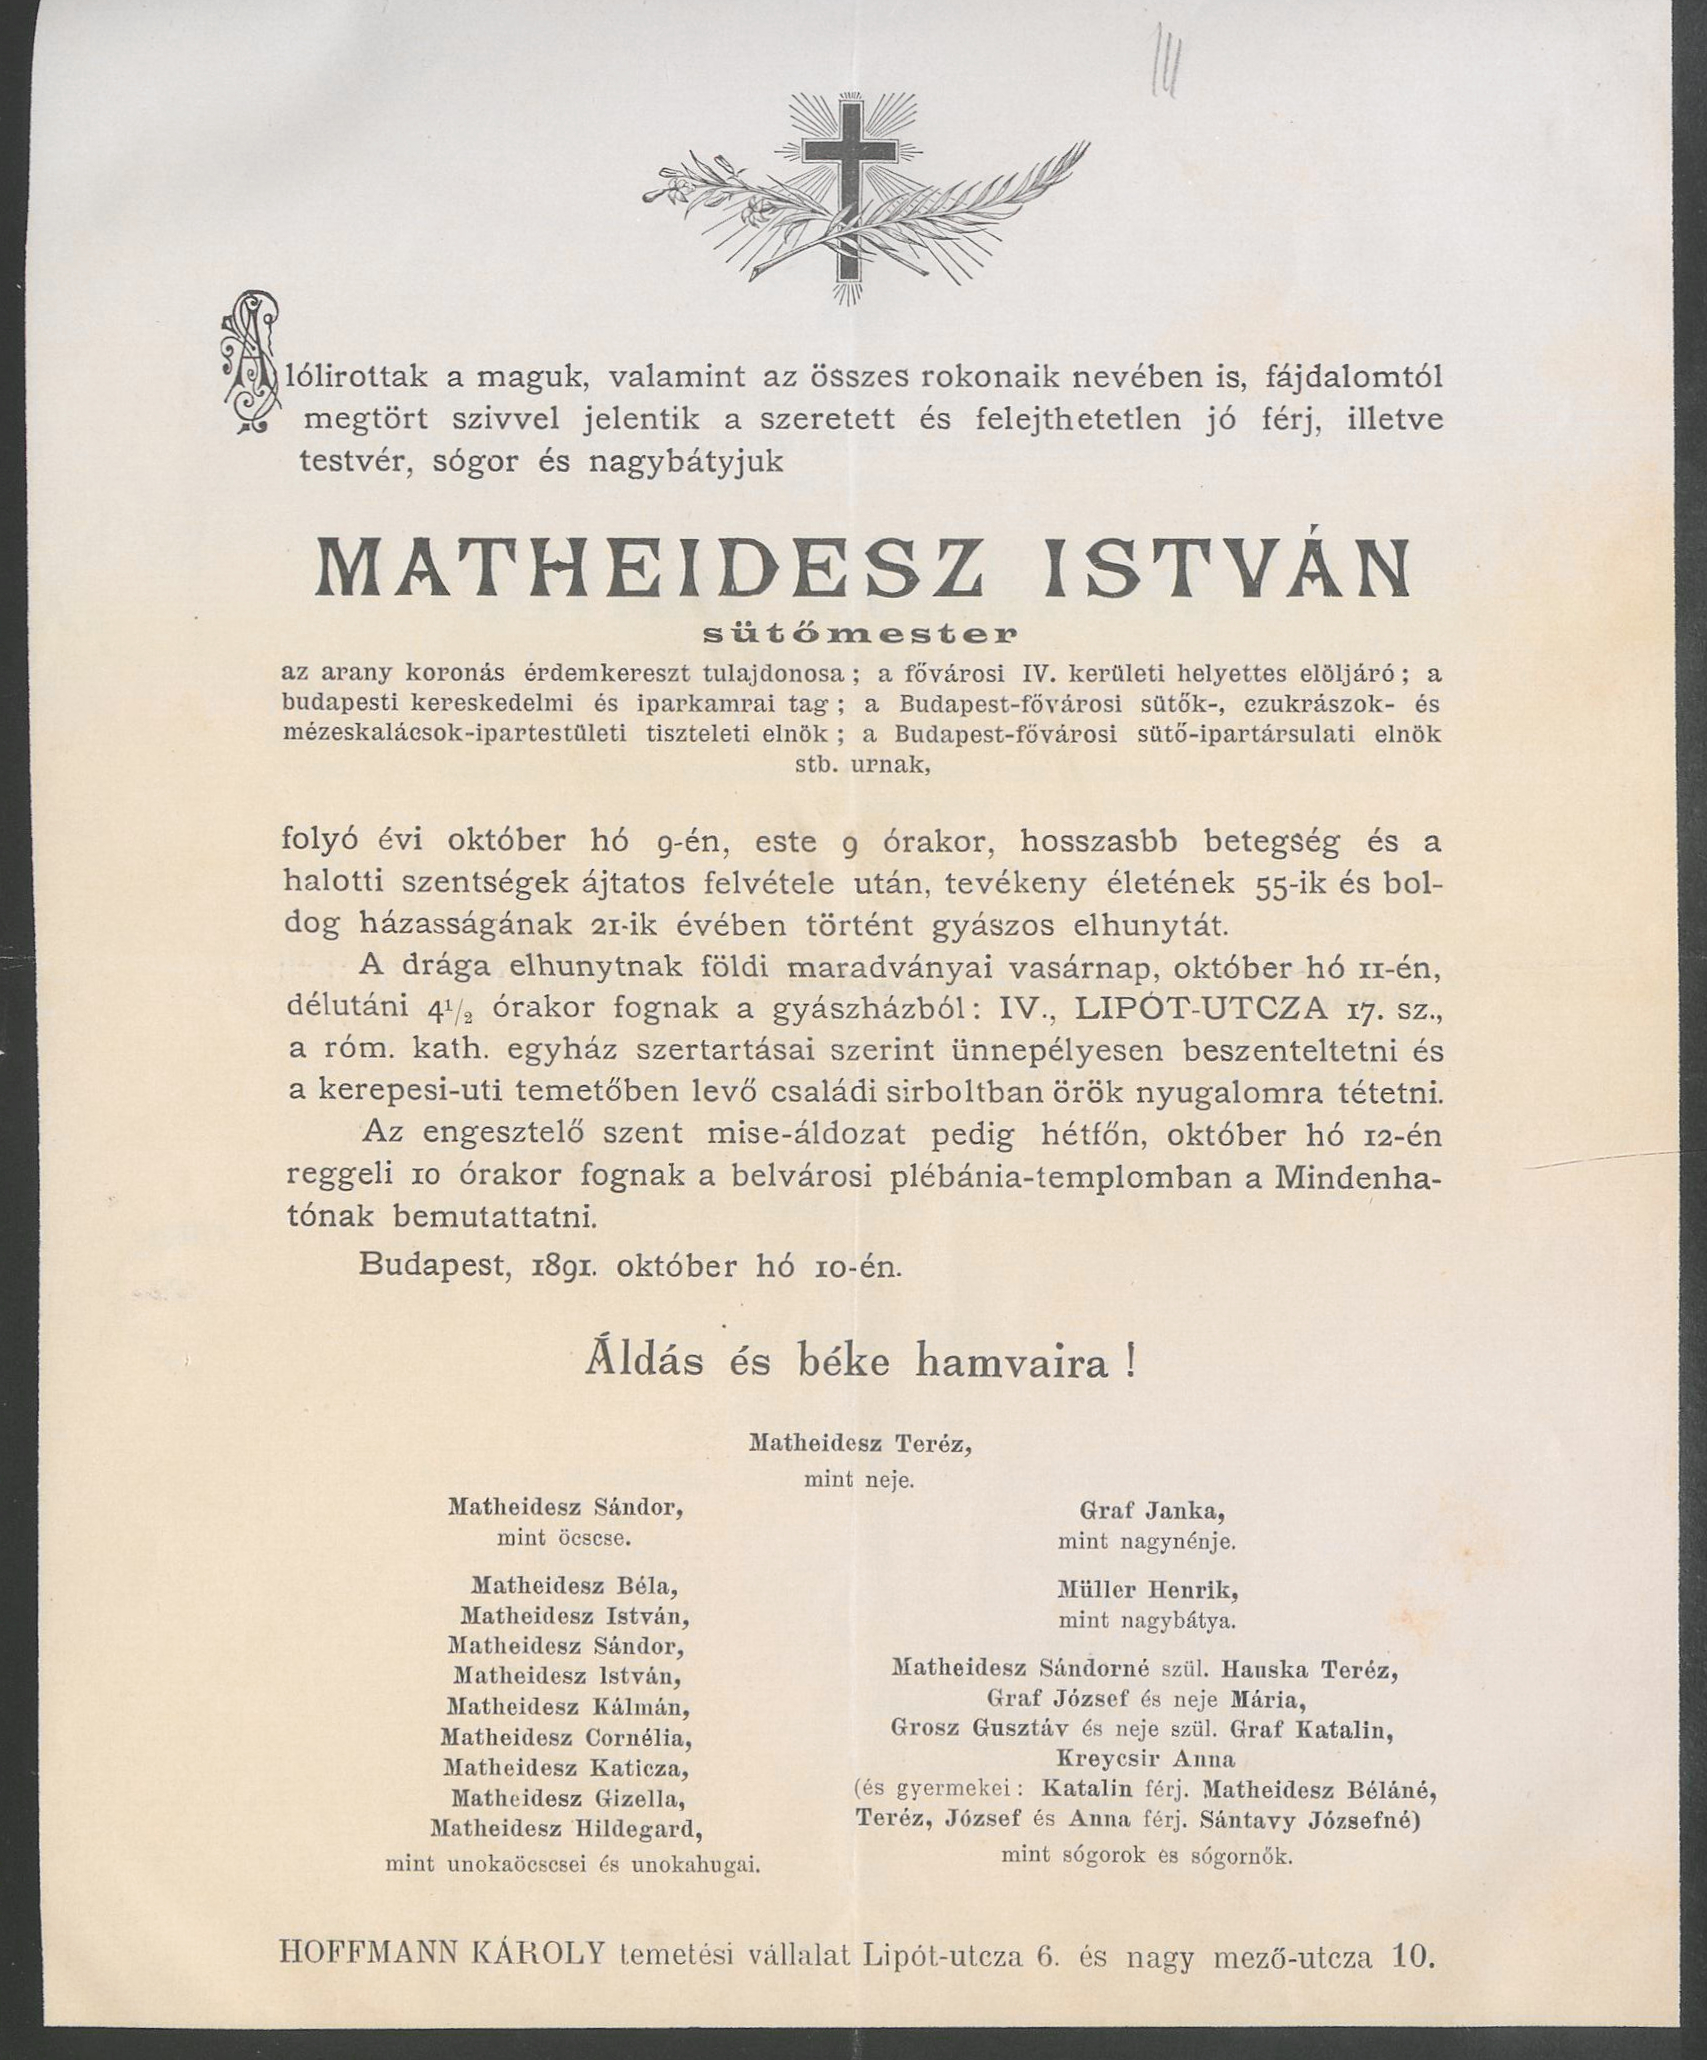 Alólirottak a maguk, valamint az összes rokonaik nevében is, fájdalomtól
megtört szivvel jelentik a szeretett és felejthetetlen jó férj, illetve
testvér, sógor és nagybátyjuk
MATHEIDESZ ISTVÁN
sütőmester
az arany koronás érdemkereszt tulajdonosa; a fővárosi IV. kerületi helyettes elöljáró; a
budapesti kereskedelmi és iparkamrai tag; a Budapest-fővárosi sütők-, czukrászok- és
mézeskalácsok-ipartestületi tiszteleti elnök; a Budapest-fővárosi sütő-ipartársulati elnök
stb. urnak,
folyó évi október hó 9-én, este 9 órakor, hosszasbb betegség és a
halotti szentségek ájtatos felvétele után, tevékeny életének 55-ik és bol-
dog házasságának 21-ik évében történt gyászos elhunytát.
A drága elhunytnak földi maradványai vasárnap, október hó 11-én,
délutáni 4½ órakor fognak a gyászházból: IV., LIPÓT-UTCZA 17. sz.,
a róm. kath. egyház szertartásai szerint ünnepélyesen beszenteltetni és
a kerepesi-uti temetőben levő családi sirboltban örök nyugalomra tétetni.
Az engesztelő szent mise-áldozat pedig hétfőn, október hó 12-én
reggeli 10 órakor fognak a belvárosi plébánia-templomban a Mindenha-
tónak bemutattatni.
Budapest, 1891. október hó 10-én.
Áldás és béke hamvaira!
Matheidesz Teréz,
mint neje.
Matheidesz Sándor,
mint öcscse.
Matheidesz Béla,
Matheidesz István,
Matheidesz Sándor,
Matheidesz István,
Matheidesz Kálmán,
Matheidesz Cornélia,
Matheidesz Katicza,
Matheidesz Gizella,
Matheidesz Hildegard,
mint unokaöcscsei és unokahugai.
Graf Janka,
mint nagynénje.
Müller Henrik,
mint nagybátya.
Matheidesz Sándorné szül. Hauska Teréz,
Graf József és neje Mária,
Grosz Gusztáv és neje szül. Graf Katalin,
Kreycsir Anna
(és gyermekei: Katalin férj. Matheidesz Béláné,
Teréz, József és Anna férj. Sántavy Józsefné)
mint sógorok és sógornők.
HOFFMANN KÁROLY temetési vállalat Lipót-utcza 6. és nagy mező-utcza 10.